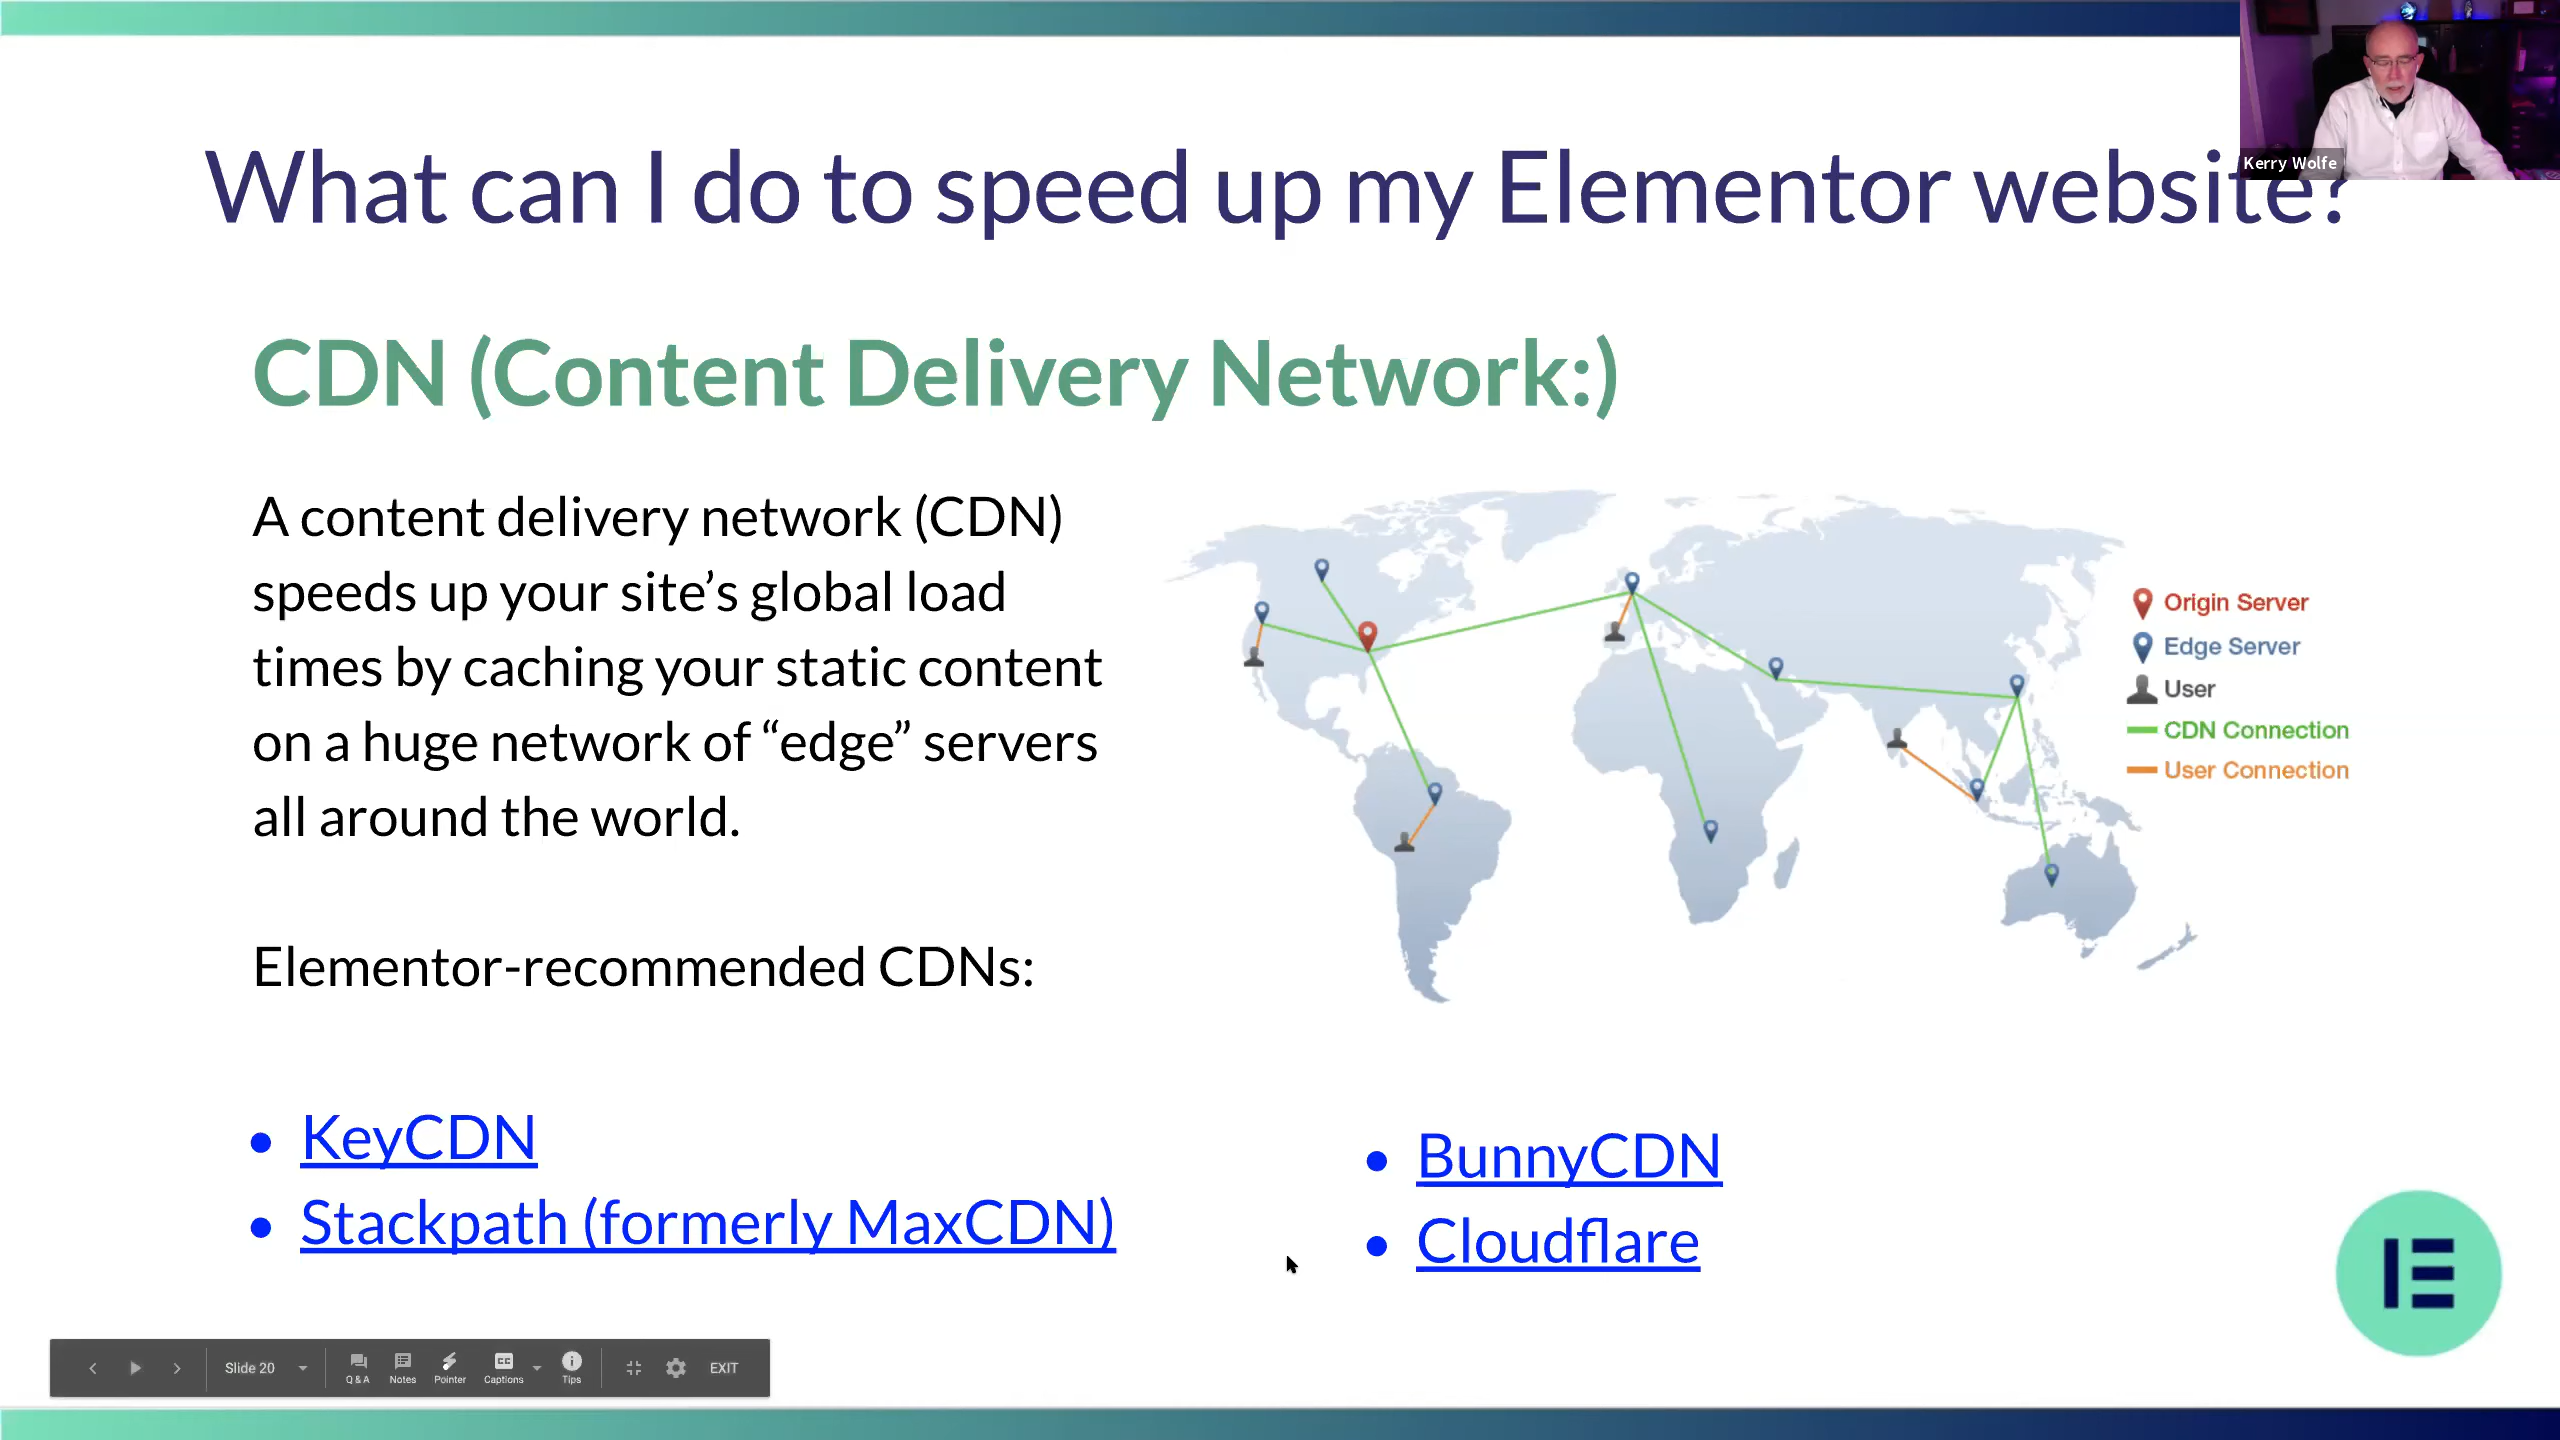 Kerry Wolfe
What can I do to speed up my Elementor website?
CDN (Content Delivery Network:)
A content delivery network (CDN)
speeds up your site’s global load
times by caching your static content
on a huge network of “edge” servers
all around the world.
Elementor-recommended CDNs:
Origin Server
Edge Server
User
CDN Connection
User Connection
• KeyCDN
• Stackpath (formerly MaxCDN)
• BunnyCDN
• Cloudflare
Slide 20
Q & A
Notes
Pointer
CC
Captions
Tips
EXIT